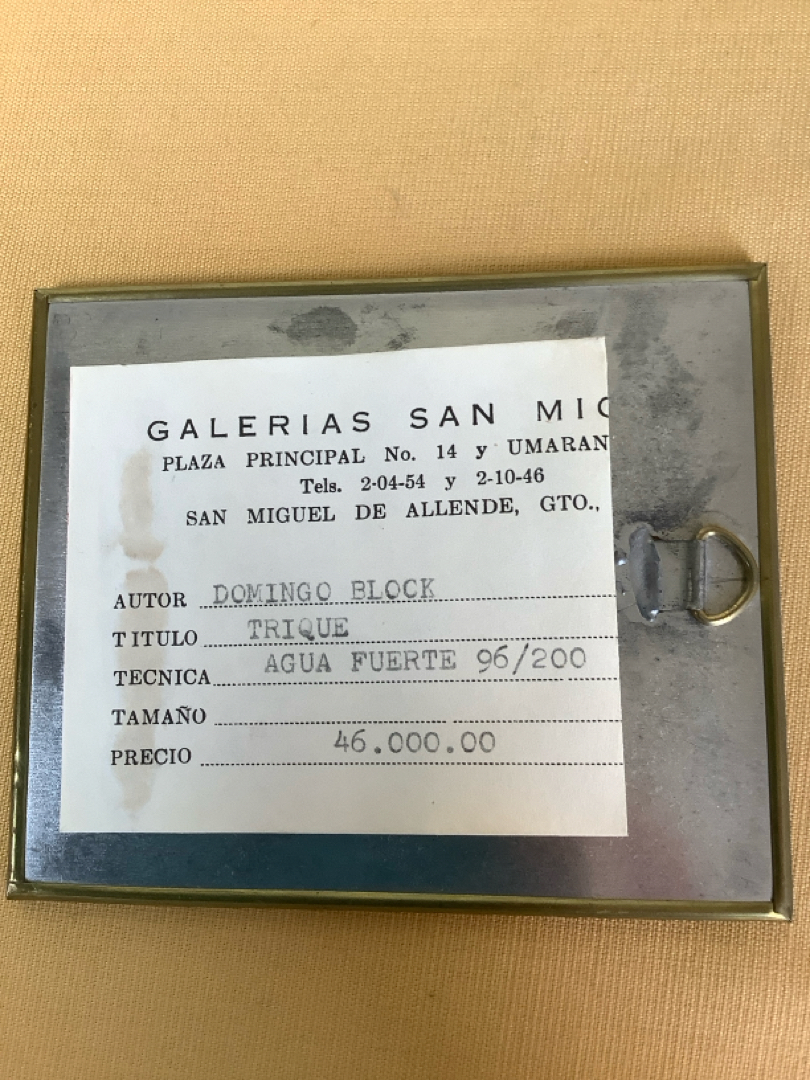 GALERIAS SAN MIG
PLAZA PRINCIPAL No. 14 y UMARAN
Tels. 2-04-54 y 2-10-46
SAN MIGUEL DE ALLENDE, GTO.,
AUTOR DOMINGO BLOCK
TITULO TRIQUE
TECNICA AGUA FUERTE 96/200
TAMAÑO
PRECIO 46.000.00